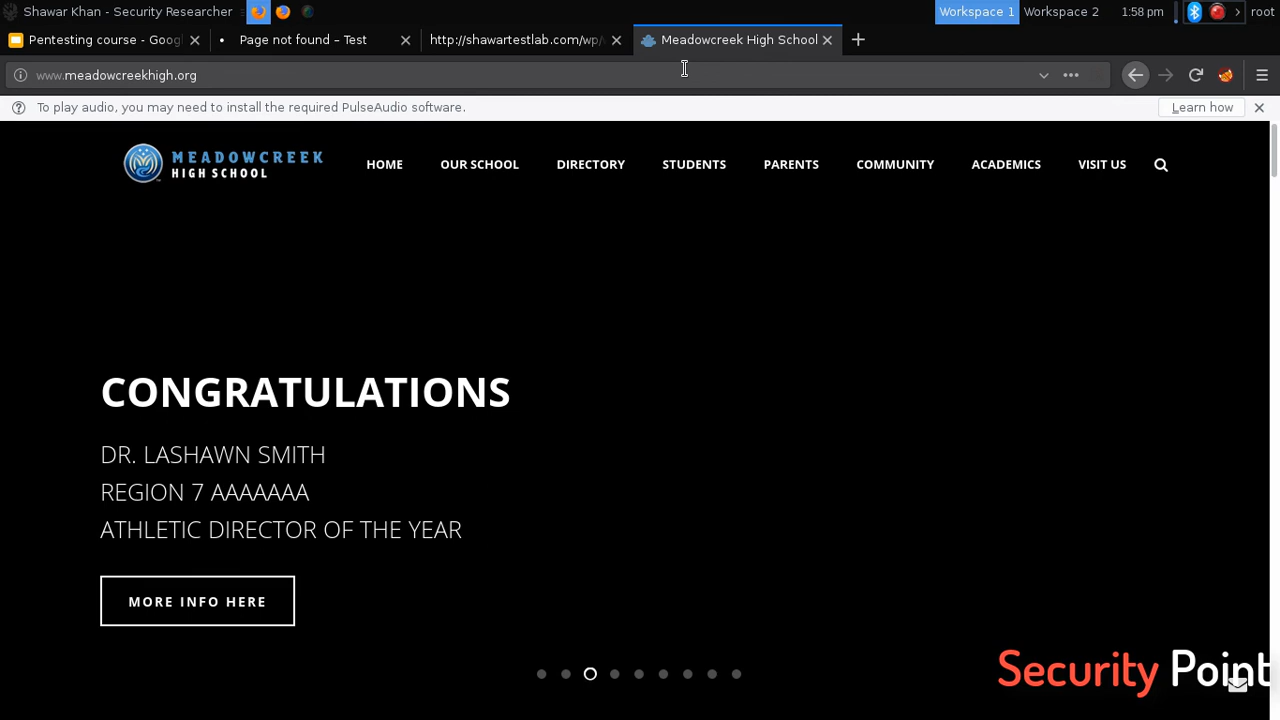 Shawar Khan - Security Researcher
Workspace 1 Workspace 2 1:58 pm root
Pentesting course - Goog
Page not found – Test
http://shawartestlab.com/wp/
Meadowcreek High School
www.meadowcreekhigh.org
To play audio, you may need to install the required PulseAudio software.
Learn how
MEADOWCREEK
HIGH SCHOOL
HOME OUR SCHOOL DIRECTORY STUDENTS PARENTS COMMUNITY ACADEMICS VISIT US
CONGRATULATIONS
DR. LASHAWN SMITH
REGION 7 AAAAAAA
ATHLETIC DIRECTOR OF THE YEAR
MORE INFO HERE
Security Point